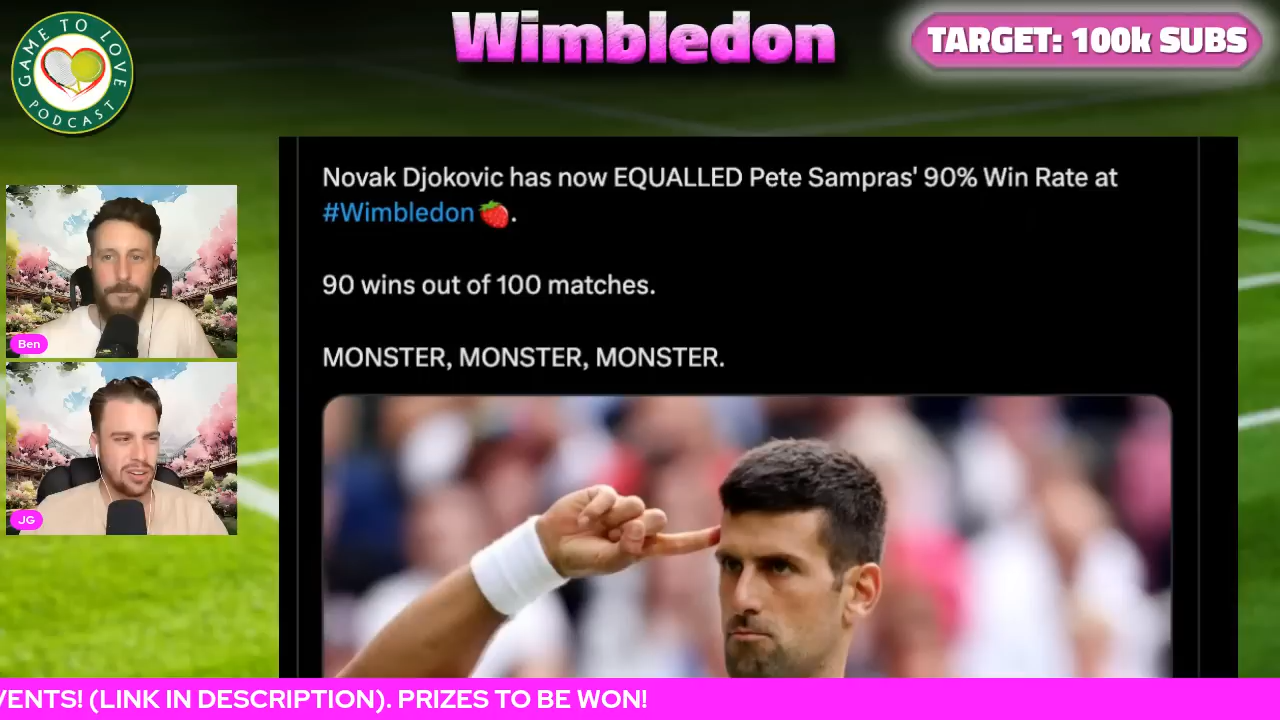 GAME TO LOVE
PODCAST
Wimbledon
TARGET: 100k SUBS
Novak Djokovic has now EQUALLED Pete Sampras' 90% Win Rate at
#Wimbledon🍓.
90 wins out of 100 matches.
MONSTER, MONSTER, MONSTER.
Ben
JG
VENTS! (LINK IN DESCRIPTION). PRIZES TO BE WON!